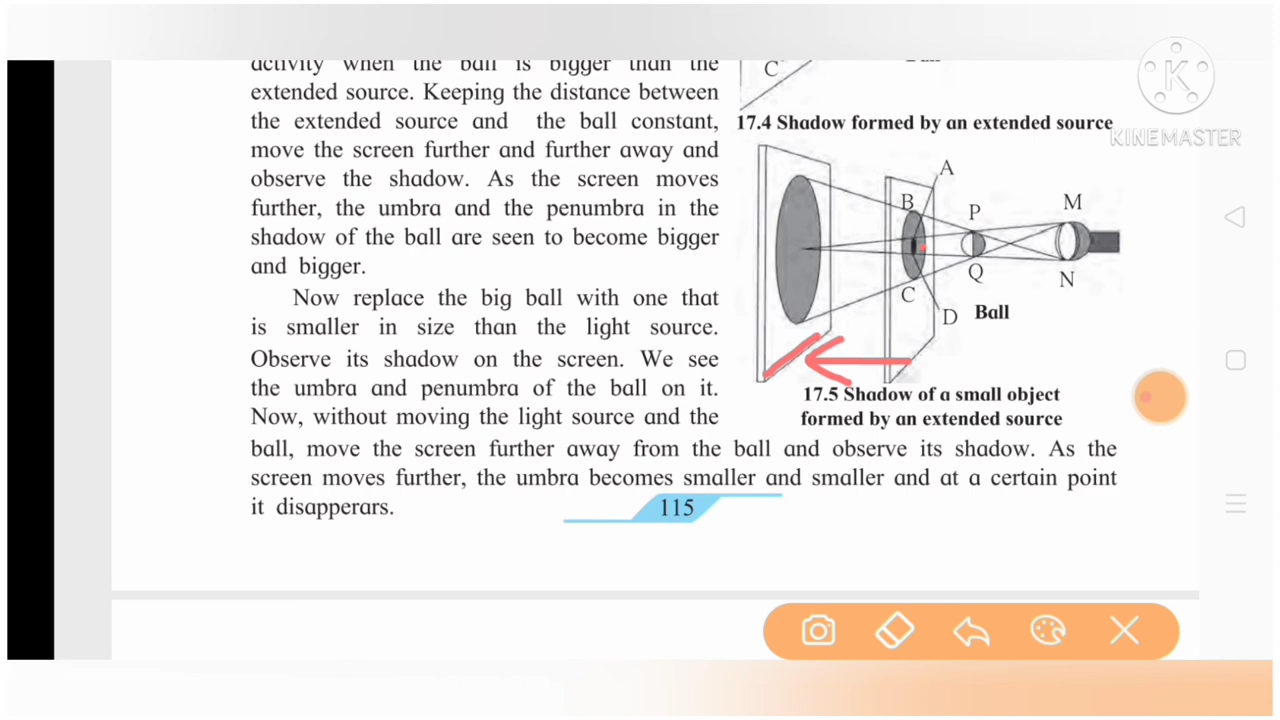 activity when the ball is bigger than the
extended source. Keeping the distance between
the extended source and the ball constant,
move the screen further and further away and
observe the shadow. As the screen moves
further, the umbra and the penumbra in the
shadow of the ball are seen to become bigger
and bigger.
Now replace the big ball with one that
is smaller in size than the light source.
Observe its shadow on the screen. We see
the umbra and penumbra of the ball on it.
Now, without moving the light source and the
ball, move the screen further away from the ball and observe its shadow. As the
screen moves further, the umbra becomes smaller and smaller and at a certain point
it disapperars.
C
17.4 Shadow formed by an extended source
A
B
P
M
C
Q
N
D
Ball
17.5 Shadow of a small object
formed by an extended source
115
K
KINEMASTER